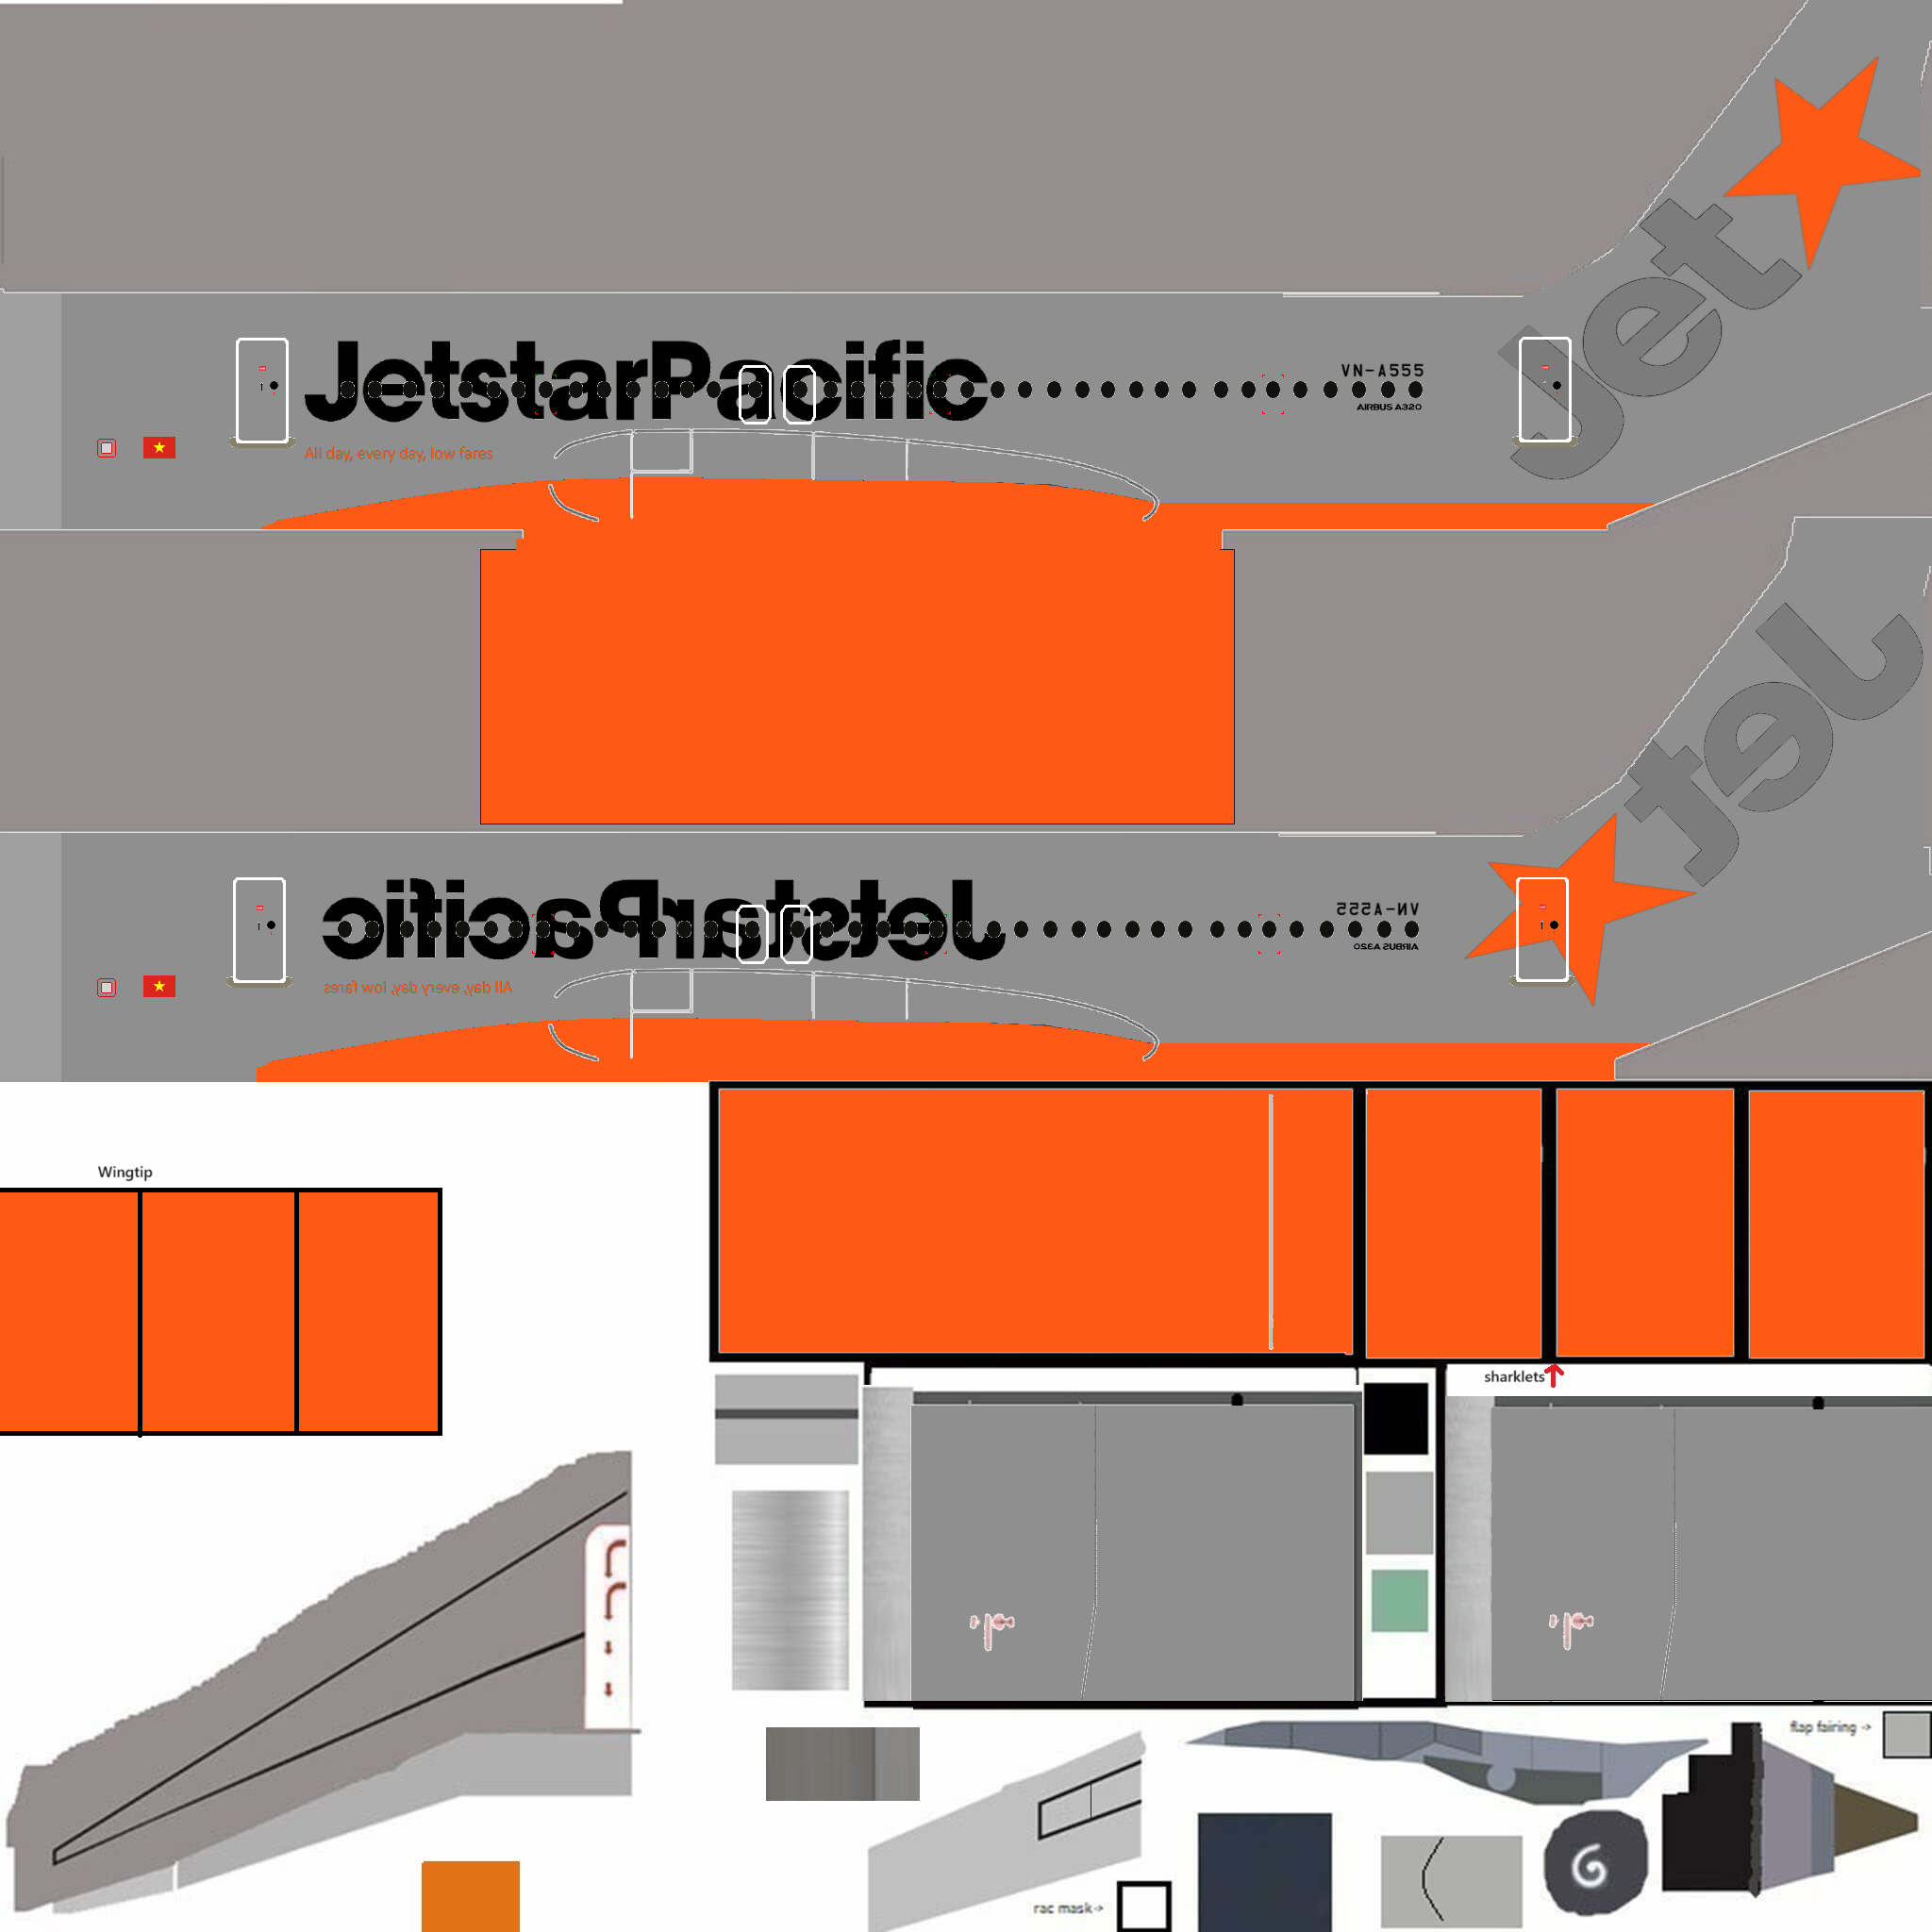 Jet
JetstarPacific
VN-A555
AIRBUS A320
All day, every day, low fares
Jet
JetstarPacific
VN-A555
AIRBUS A320
All day, every day, low fares
Wingtip
sharklets
flap fairing ->
rac mask->